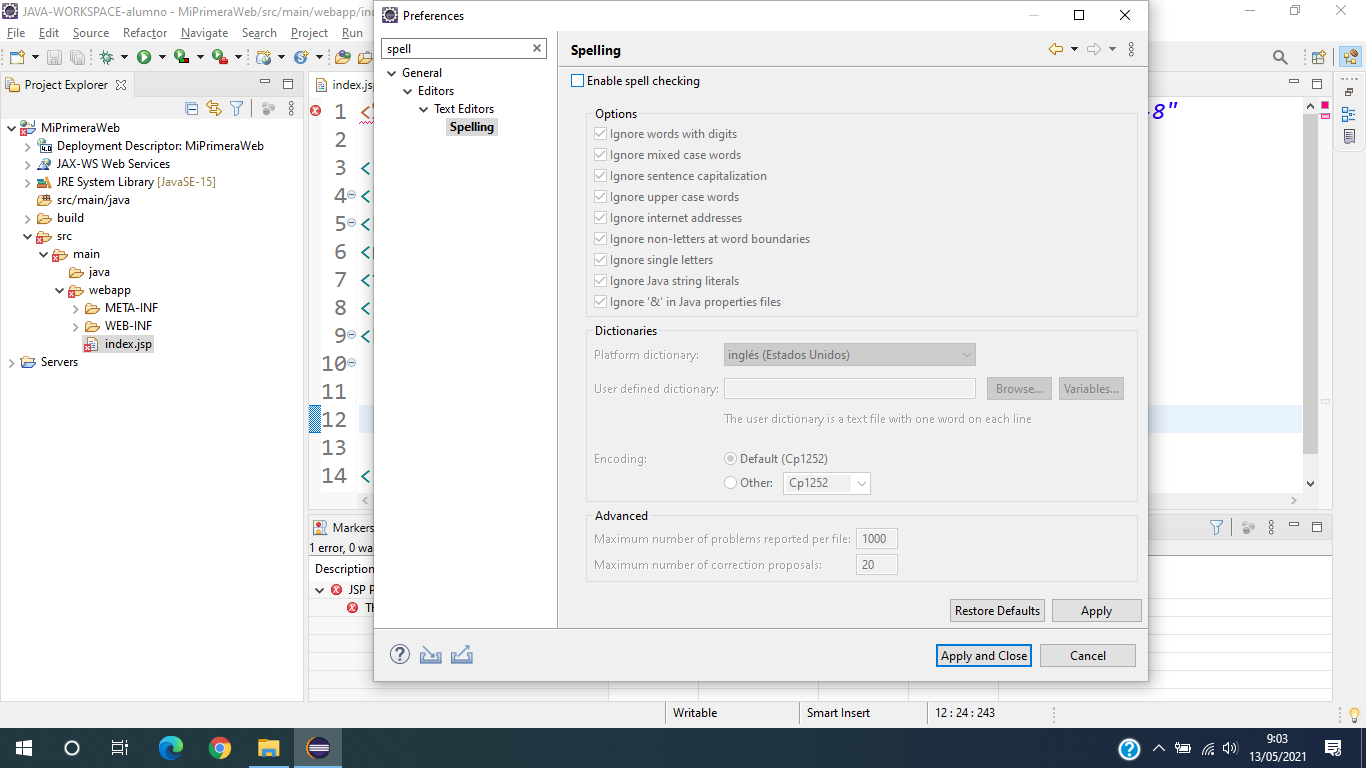 JAVA-WORKSPACE-alumno - MiPrimeraWeb/src/main/webapp/
File Edit Source Refactor Navigate Search Project Run
Project Explorer
MiPrimeraWeb
4.0 Deployment Descriptor: MiPrimeraWeb
JAX-WS Web Services
JRE System Library [JavaSE-15]
src/main/java
build
src
main
java
webapp
META-INF
WEB-INF
index.jsp
Servers
index.js
1 <
-8"
2
3 <
4 <
5 <
6 <
7 <
8 <
9 <
10
11
12
13
14 <
Markers
1 error, 0 wa
Description
JSP P
Preferences
spell
General
Editors
Text Editors
Spelling
Spelling
Enable spell checking
Options
Ignore words with digits
Ignore mixed case words
Ignore sentence capitalization
Ignore upper case words
Ignore internet addresses
Ignore non-letters at word boundaries
Ignore single letters
Ignore Java string literals
Ignore '&' in Java properties files
Dictionaries
Platform dictionary: inglés (Estados Unidos)
User defined dictionary: Browse... Variables...
The user dictionary is a text file with one word on each line
Encoding: Default (Cp1252)
Other: Cp1252
Advanced
Maximum number of problems reported per file: 1000
Maximum number of correction proposals: 20
Restore Defaults Apply
Apply and Close Cancel
Writable Smart Insert 12 : 24 : 243
9:03
13/05/2021